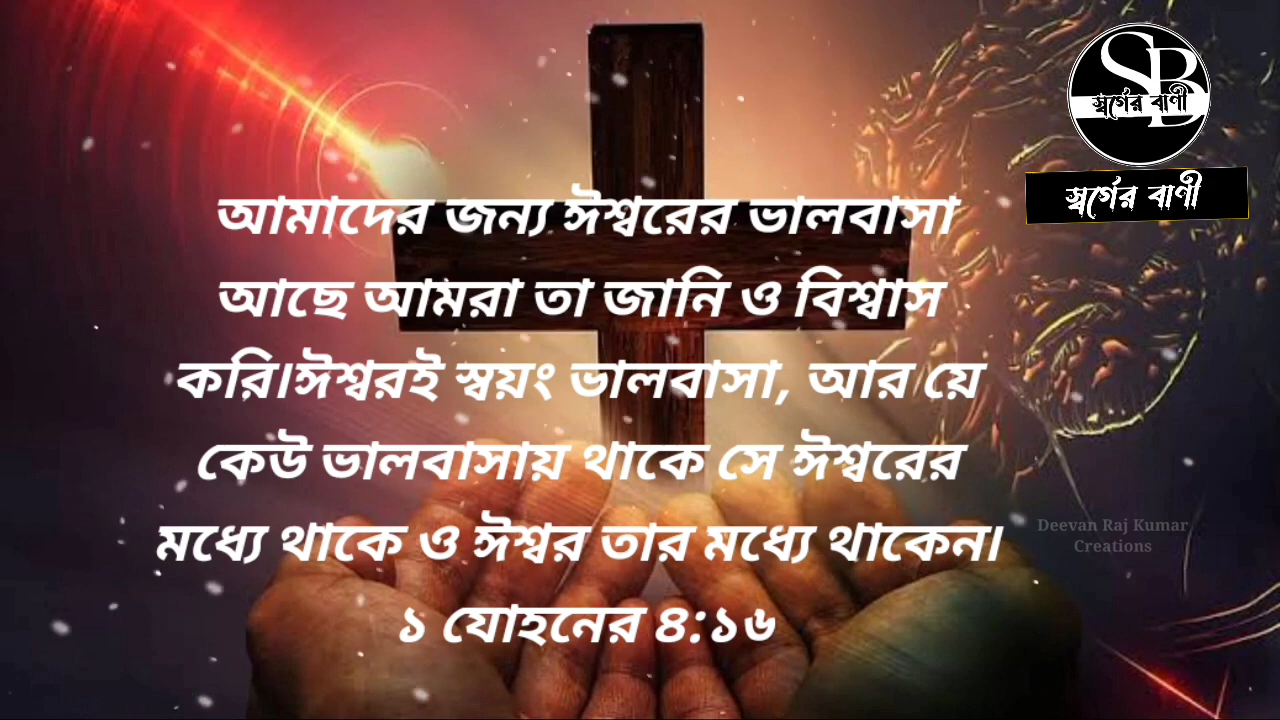 SB
স্বর্গের বাণী
স্বর্গের বাণী
আমাদের জন্য ঈশ্বরের ভালবাসা
আছে আমরা তা জানি ও বিশ্বাস
করি।ঈশ্বরই স্বয়ং ভালবাসা, আর যে
কেউ ভালবাসায় থাকে সে ঈশ্বরের
মধ্যে থাকে ও ঈশ্বর তার মধ্যে থাকেন।
১ যোহনের ৪:১৬
Deevan Raj Kumar
Creations